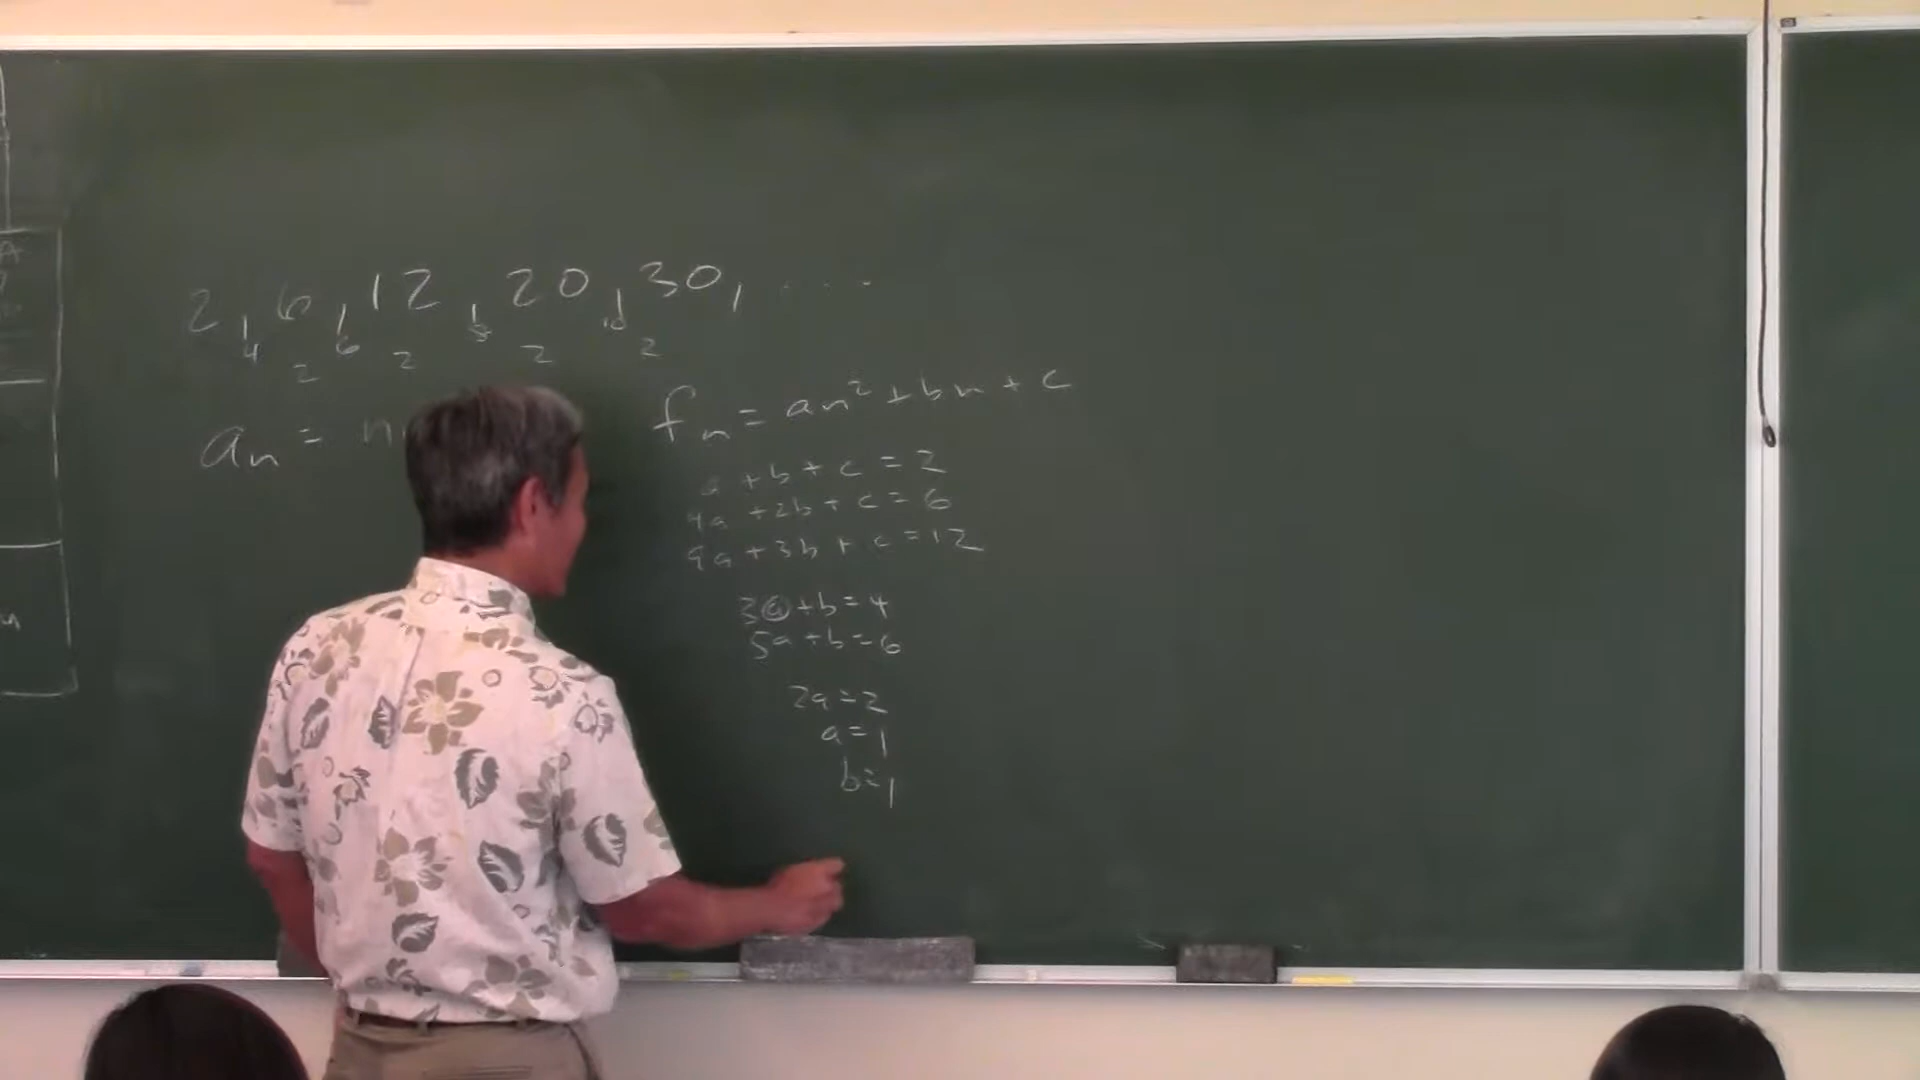 2, 6, 12, 20, 30, ....
4 6 8 10
2 2 2 2
aₙ = n
fₙ = an² + bn + c
a + b + c = 2
4a + 2b + c = 6
9a + 3b + c = 12
3a + b = 4
5a + b = 6
2a = 2
a = 1
b = 1